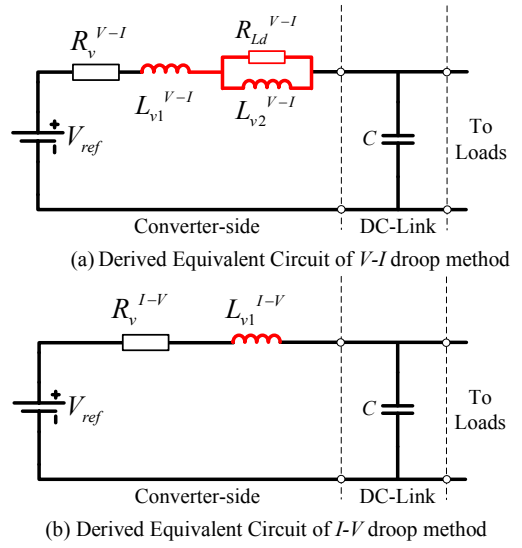 R_v^{V-I}
L_{v1}^{V-I}
R_{Ld}^{V-I}
L_{v2}^{V-I}
V_{ref}
C
To
Loads
Converter-side
DC-Link
(a) Derived Equivalent Circuit of V-I droop method
R_v^{I-V}
L_{v1}^{I-V}
V_{ref}
C
To
Loads
Converter-side
DC-Link
(b) Derived Equivalent Circuit of I-V droop method